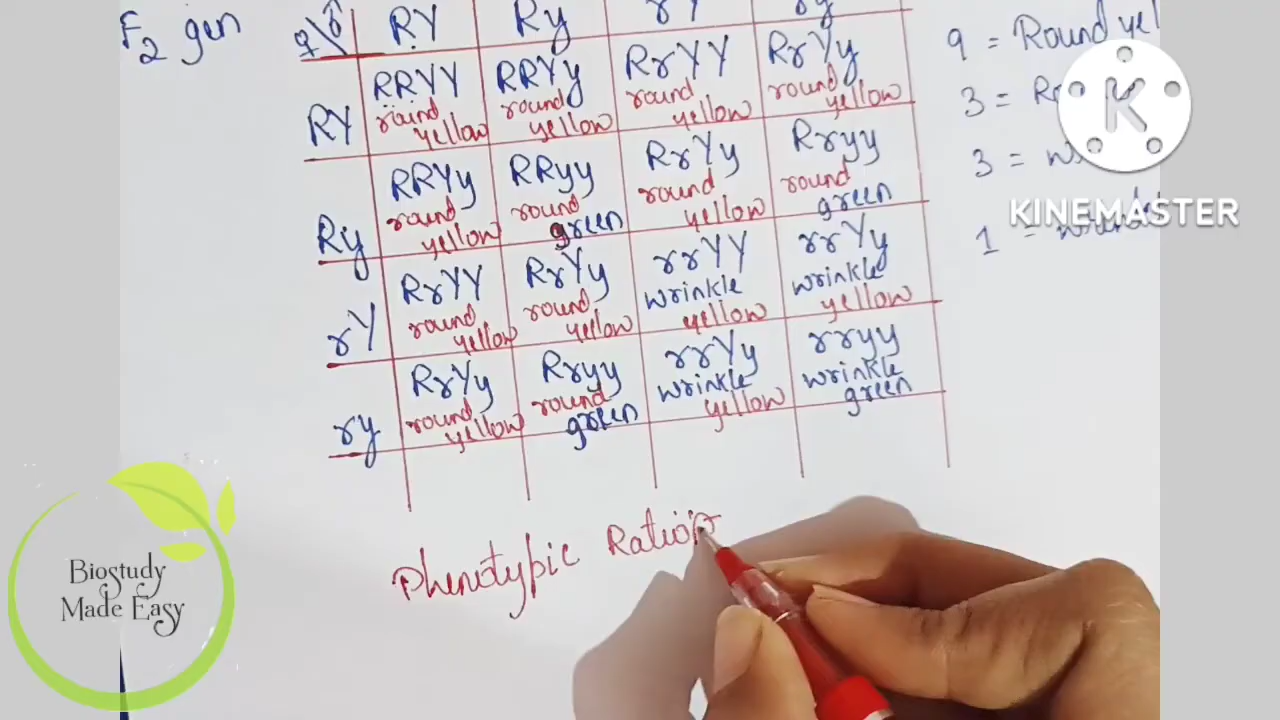 F2 gen
♀ ♂ RY Ry rY ry
RY RRYY round yellow RRYy round yellow RrYY round yellow RrYy round yellow
Ry RRYy round yellow RRyy round green RrYy round yellow Rryy round green
rY RrYY round yellow RrYy round yellow rrYY wrinkle yellow rrYy wrinkle yellow
ry RrYy round yellow Rryy round green rrYy wrinkle yellow rryy wrinkle green
9 = Round yel
3 =
3 =
1 =
Phenotypic Ratio
KINEMASTER
Biostudy
Made Easy